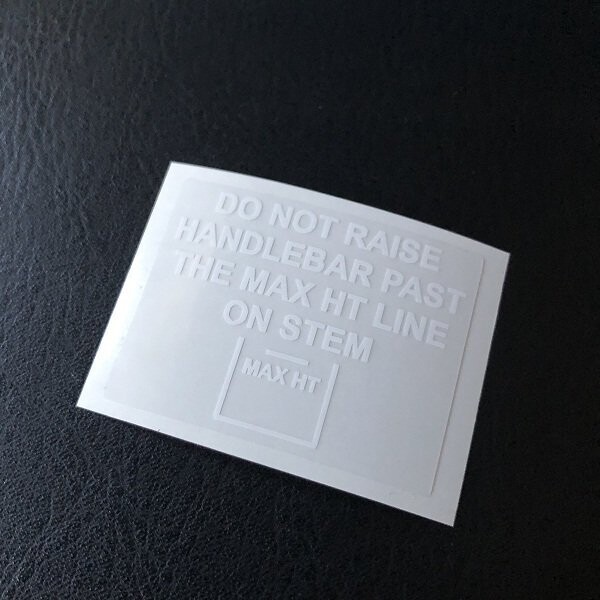 DO NOT RAISE
HANDLEBAR PAST
THE MAX HT LINE
ON STEM
MAX HT